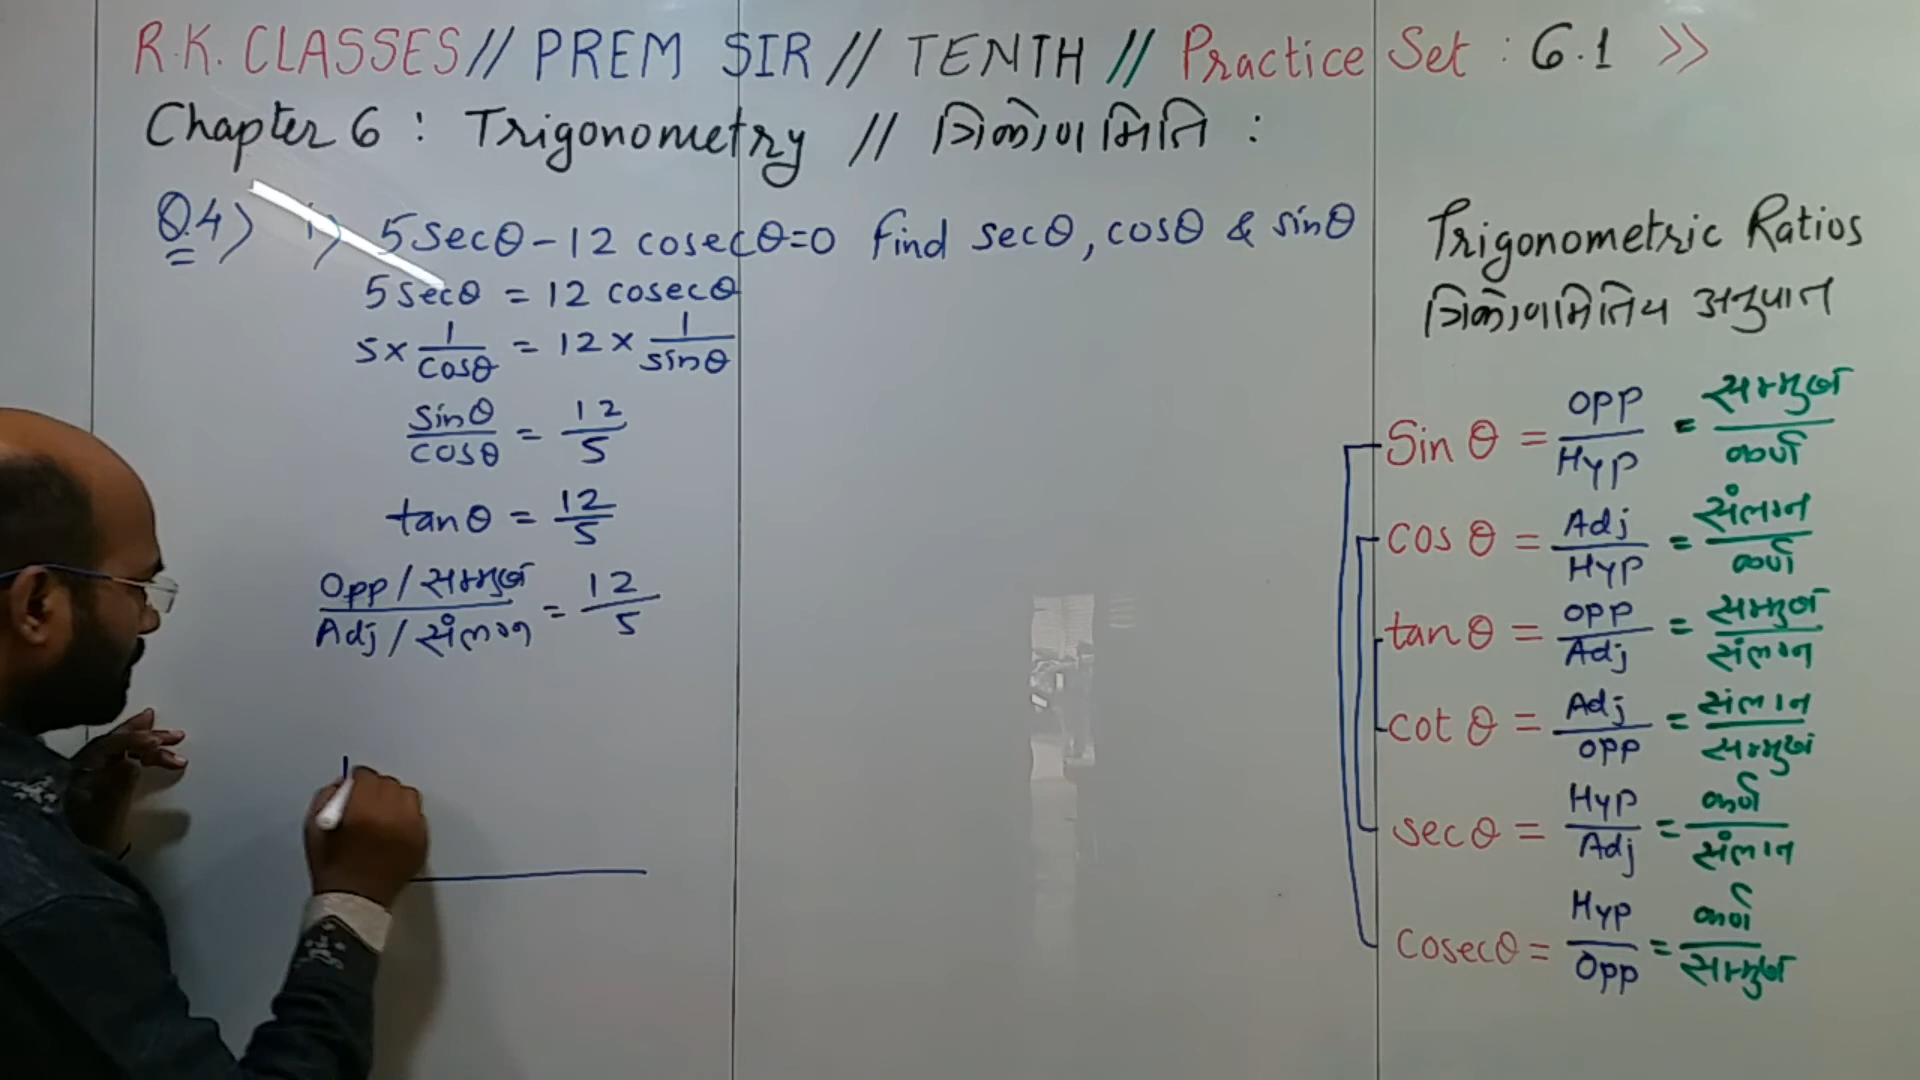 R.K. CLASSES // PREM SIR // TENTH // Practice Set : 6.1 >>
Chapter 6 : Trigonometry // त्रिकोणमिति :
Q.4) i) 5secθ - 12 cosecθ=0 find secθ, cosθ & sinθ
5 secθ = 12 cosecθ
5 × 1/cosθ = 12 × 1/sinθ
sinθ/cosθ = 12/5
tanθ = 12/5
Opp/सम्मुख / Adj/संलग्न = 12/5
Trigonometric Ratios
त्रिकोणमितिय अनुपात
Sin θ = Opp/Hyp = सम्मुख/कर्ण
cos θ = Adj/Hyp = संलग्न/कर्ण
tan θ = Opp/Adj = सम्मुख/संलग्न
cot θ = Adj/Opp = संलग्न/सम्मुख
sec θ = Hyp/Adj = कर्ण/संलग्न
Cosec θ = Hyp/Opp = कर्ण/सम्मुख